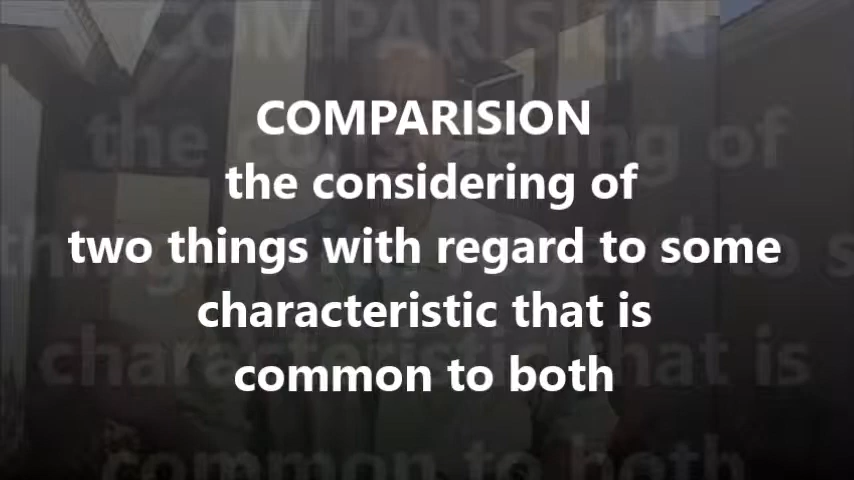 COMPARISION
the considering of
two things with regard to some
characteristic that is
common to both